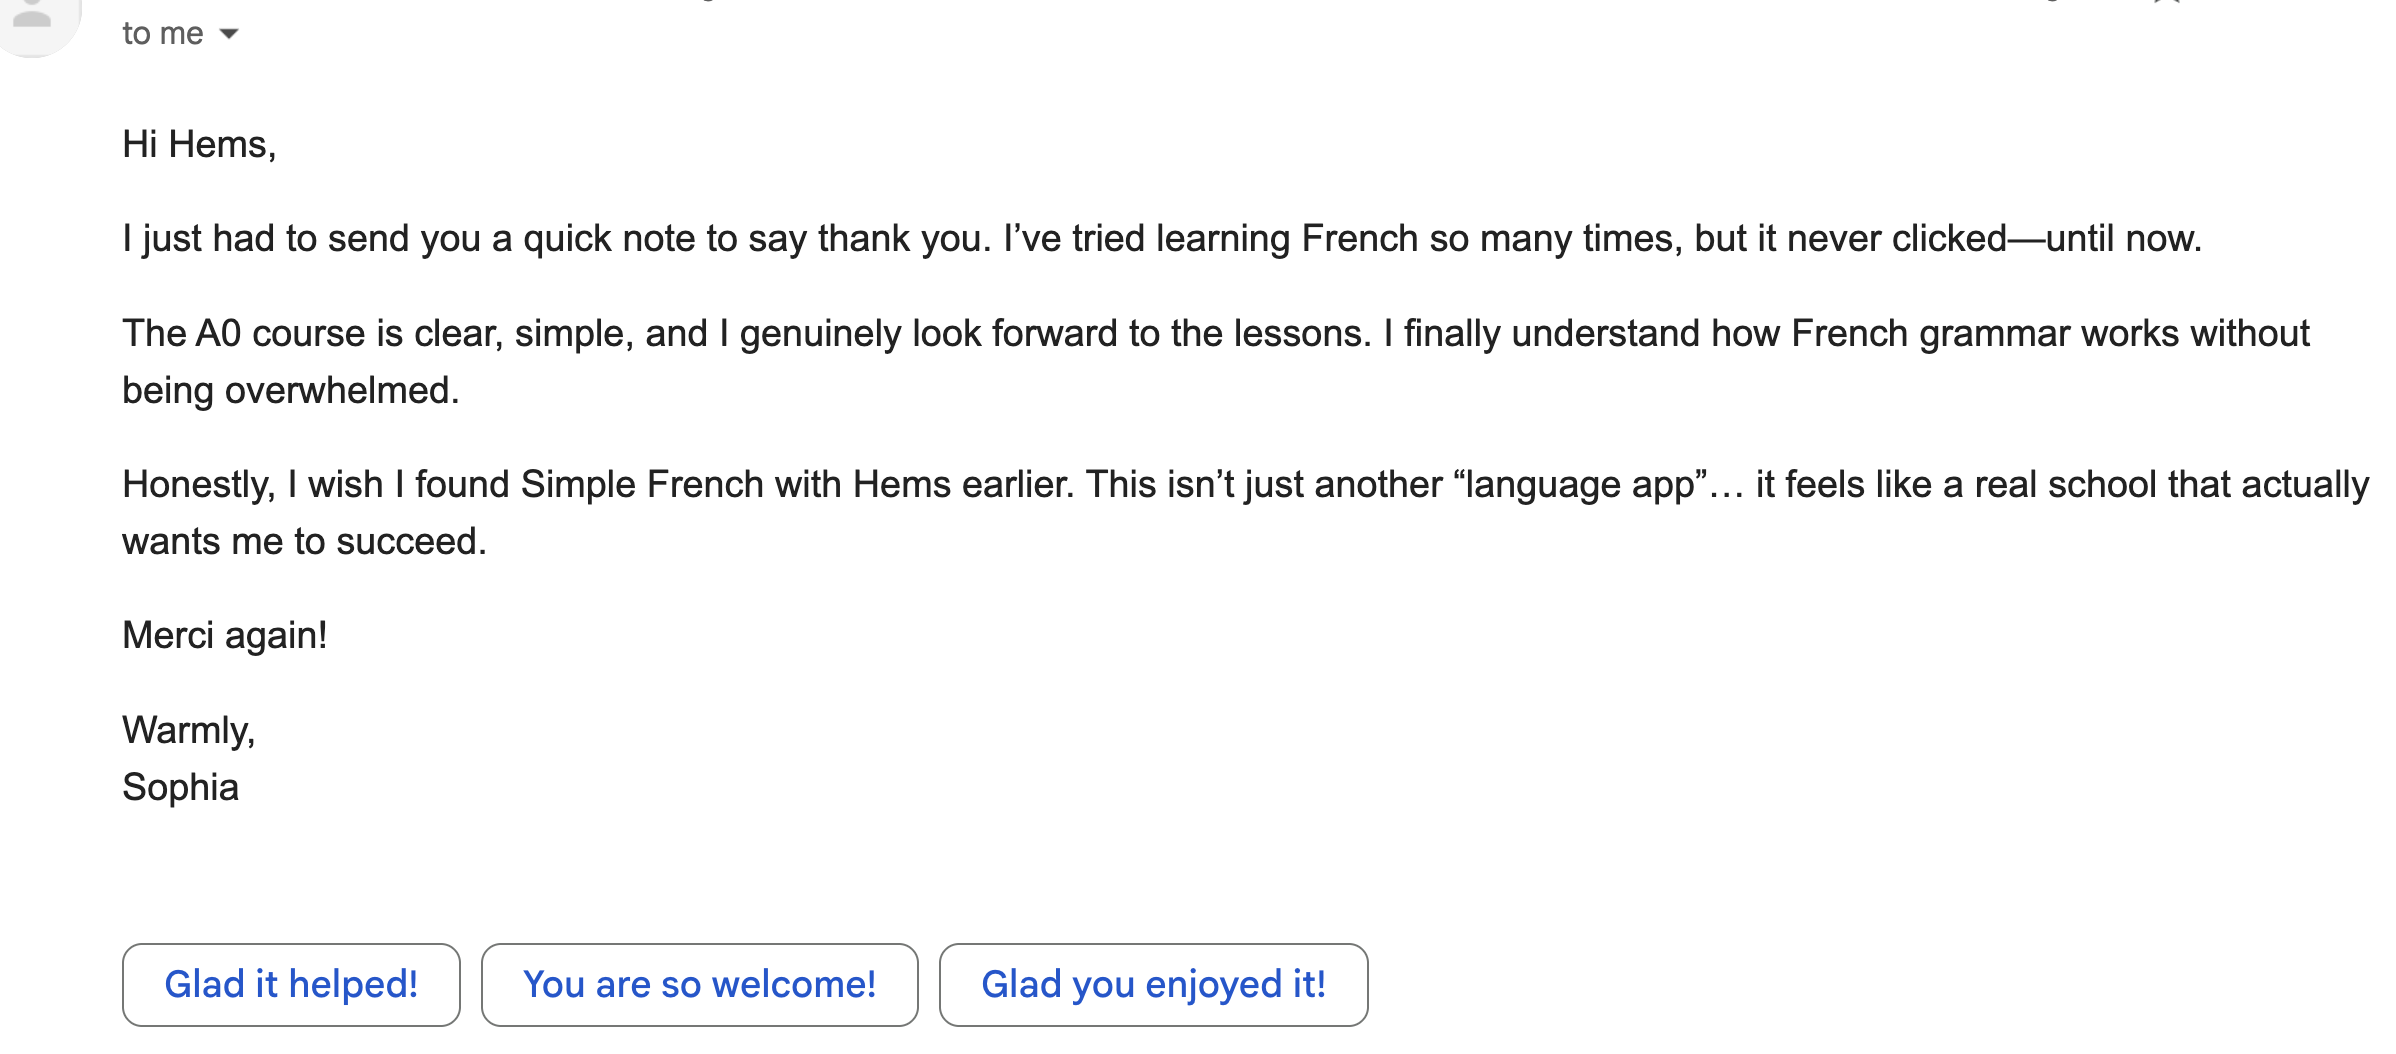 to me
Hi Hems,
I just had to send you a quick note to say thank you. I’ve tried learning French so many times, but it never clicked—until now.
The A0 course is clear, simple, and I genuinely look forward to the lessons. I finally understand how French grammar works without
being overwhelmed.
Honestly, I wish I found Simple French with Hems earlier. This isn’t just another “language app”… it feels like a real school that actually
wants me to succeed.
Merci again!
Warmly,
Sophia
Glad it helped!
You are so welcome!
Glad you enjoyed it!